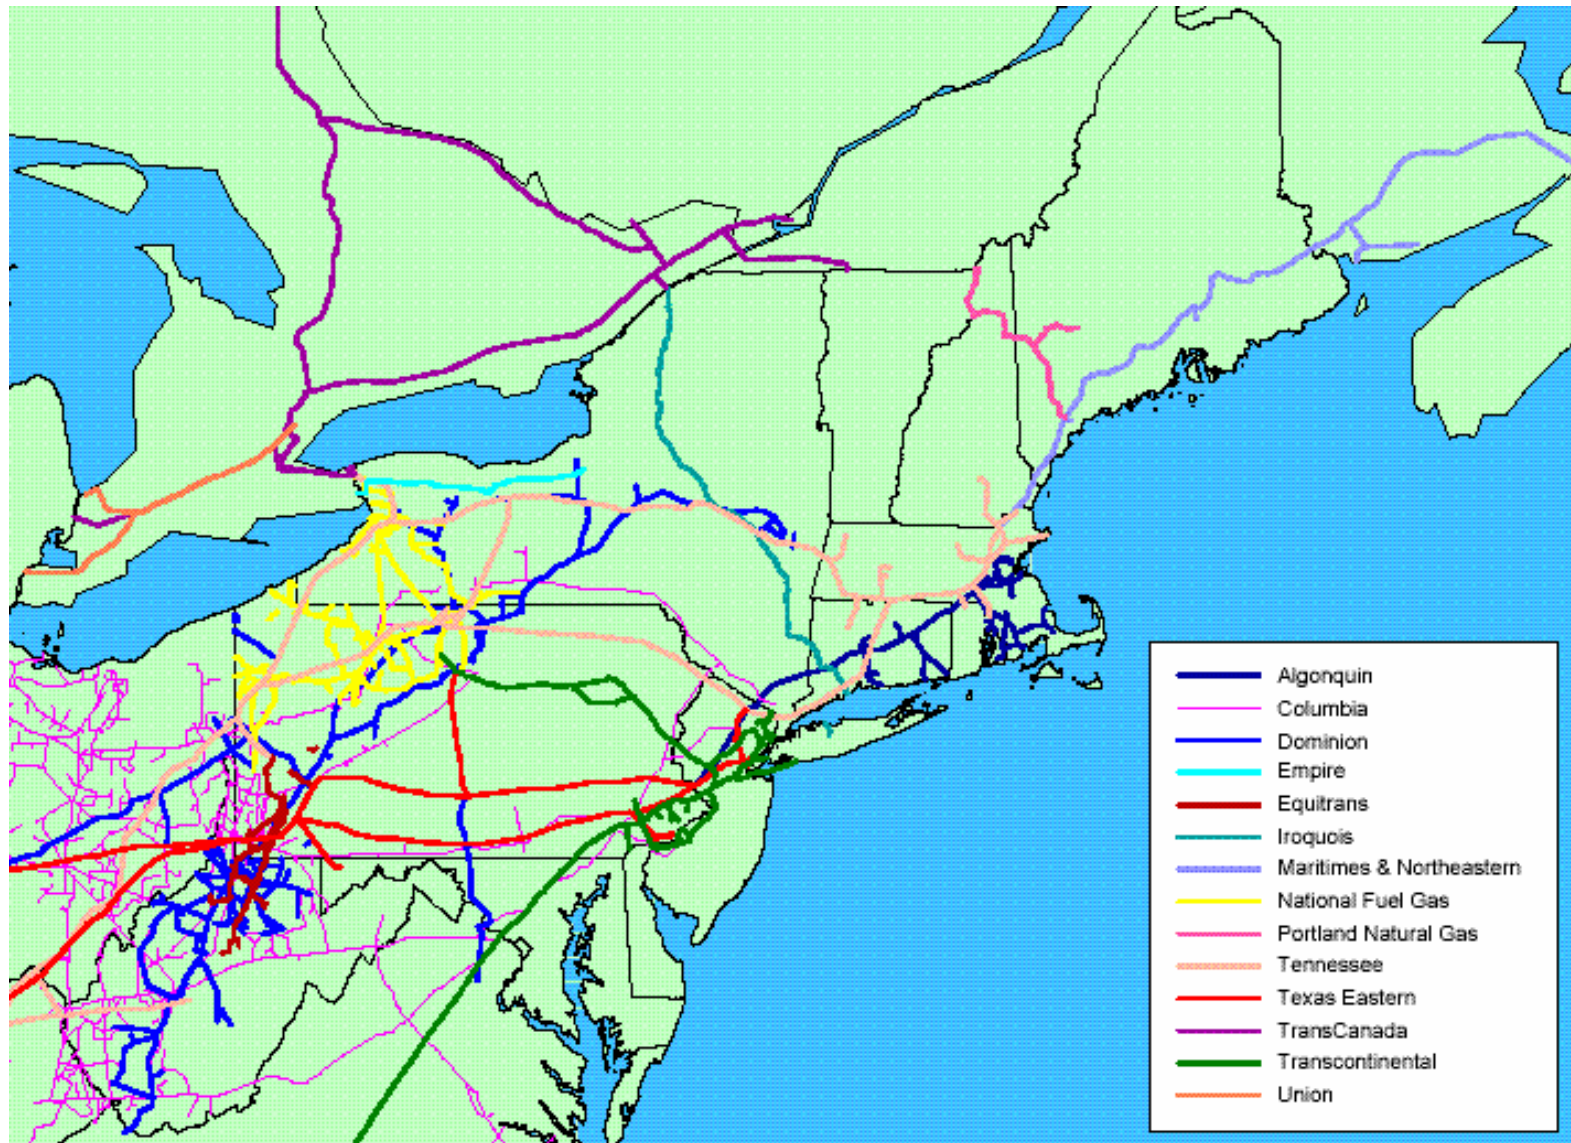 Algonquin
Columbia
Dominion
Empire
Equitrans
Iroquois
Maritimes & Northeastern
National Fuel Gas
Portland Natural Gas
Tennessee
Texas Eastern
TransCanada
Transcontinental
Union